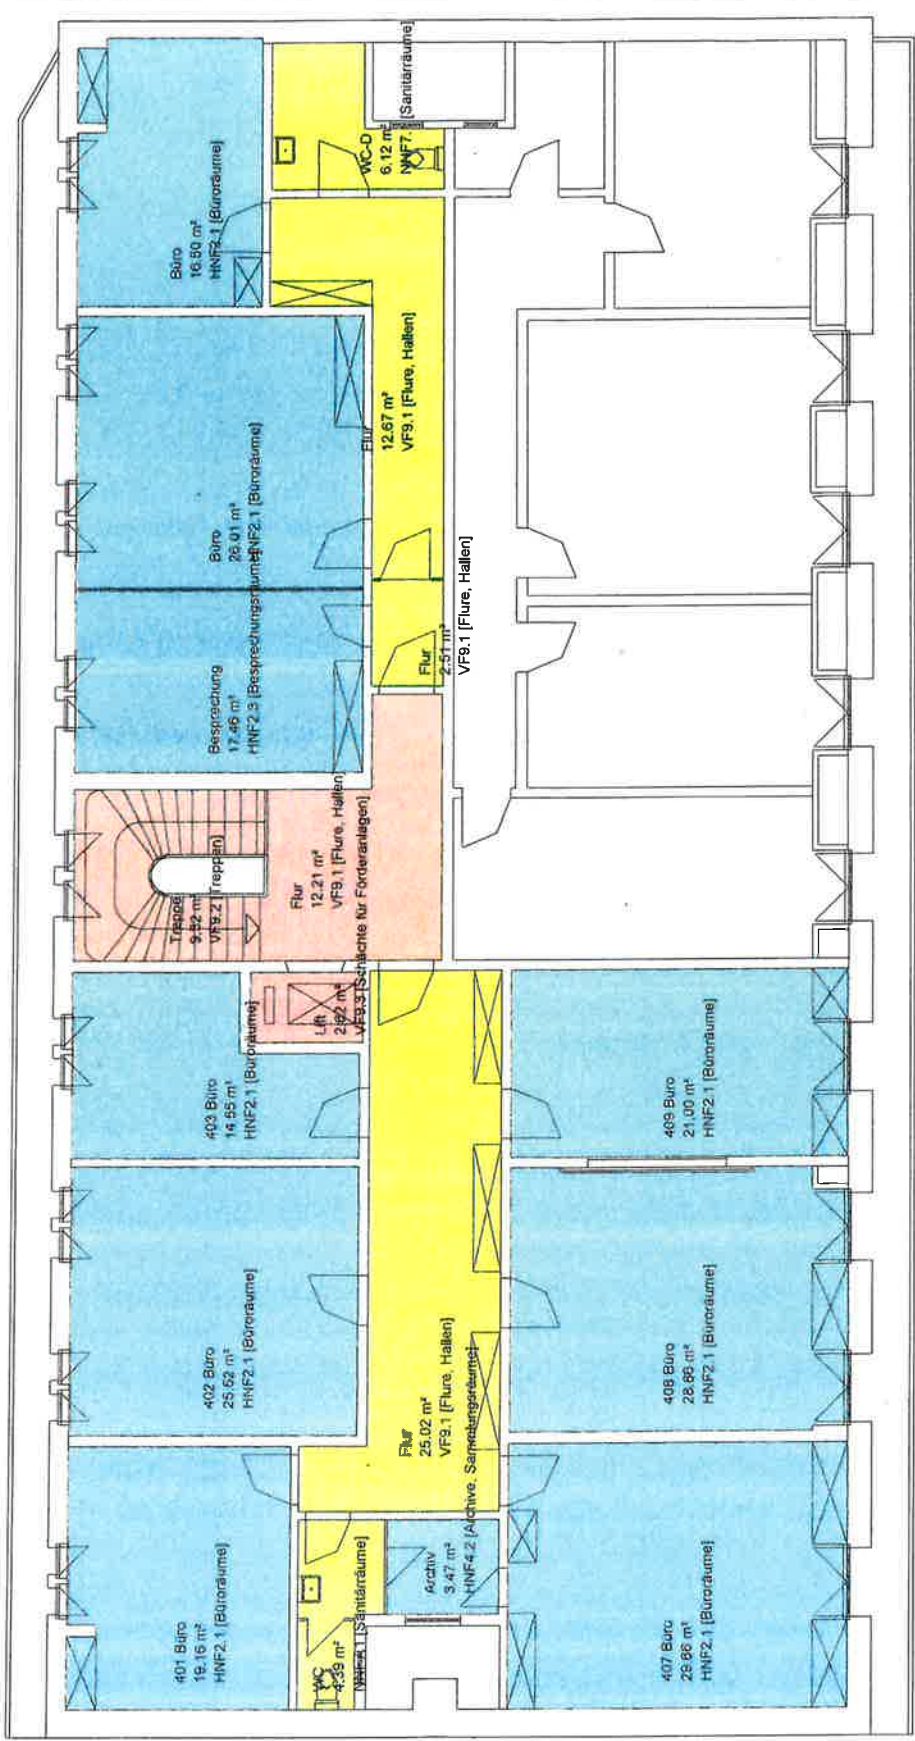 Büro
16.50 m²
HNF2.1 [Büroräume]
WC-D
6.12 m²
NNF7. [Sanitärräume]
Büro
26.01 m²
HNF2.1 [Büroräume]
Flur
12.67 m²
VF9.1 [Flure, Hallen]
Besprechung
17.46 m²
HNF2.3 [Besprechungsräume]
Flur
2.51 m²
VF9.1 [Flure, Hallen]
Treppe
9.52 m²
VF9.2 [Treppen]
Flur
12.21 m²
VF9.1 [Flure, Hallen]
Lift
2.62 m²
VF9.3 [Schächte für Förderanlagen]
403 Büro
14.55 m²
HNF2.1 [Büroräume]
409 Büro
21.00 m²
HNF2.1 [Büroräume]
402 Büro
25.52 m²
HNF2.1 [Büroräume]
Flur
25.02 m²
VF9.1 [Flure, Hallen]
408 Büro
28.66 m²
HNF2.1 [Büroräume]
401 Büro
19.16 m²
HNF2.1 [Büroräume]
WC
4.39 m²
[Sanitärräume]
Archiv
3.47 m²
HNF4.2 [Archive, Sammlungsräume]
407 Büro
29.66 m²
HNF2.1 [Büroräume]